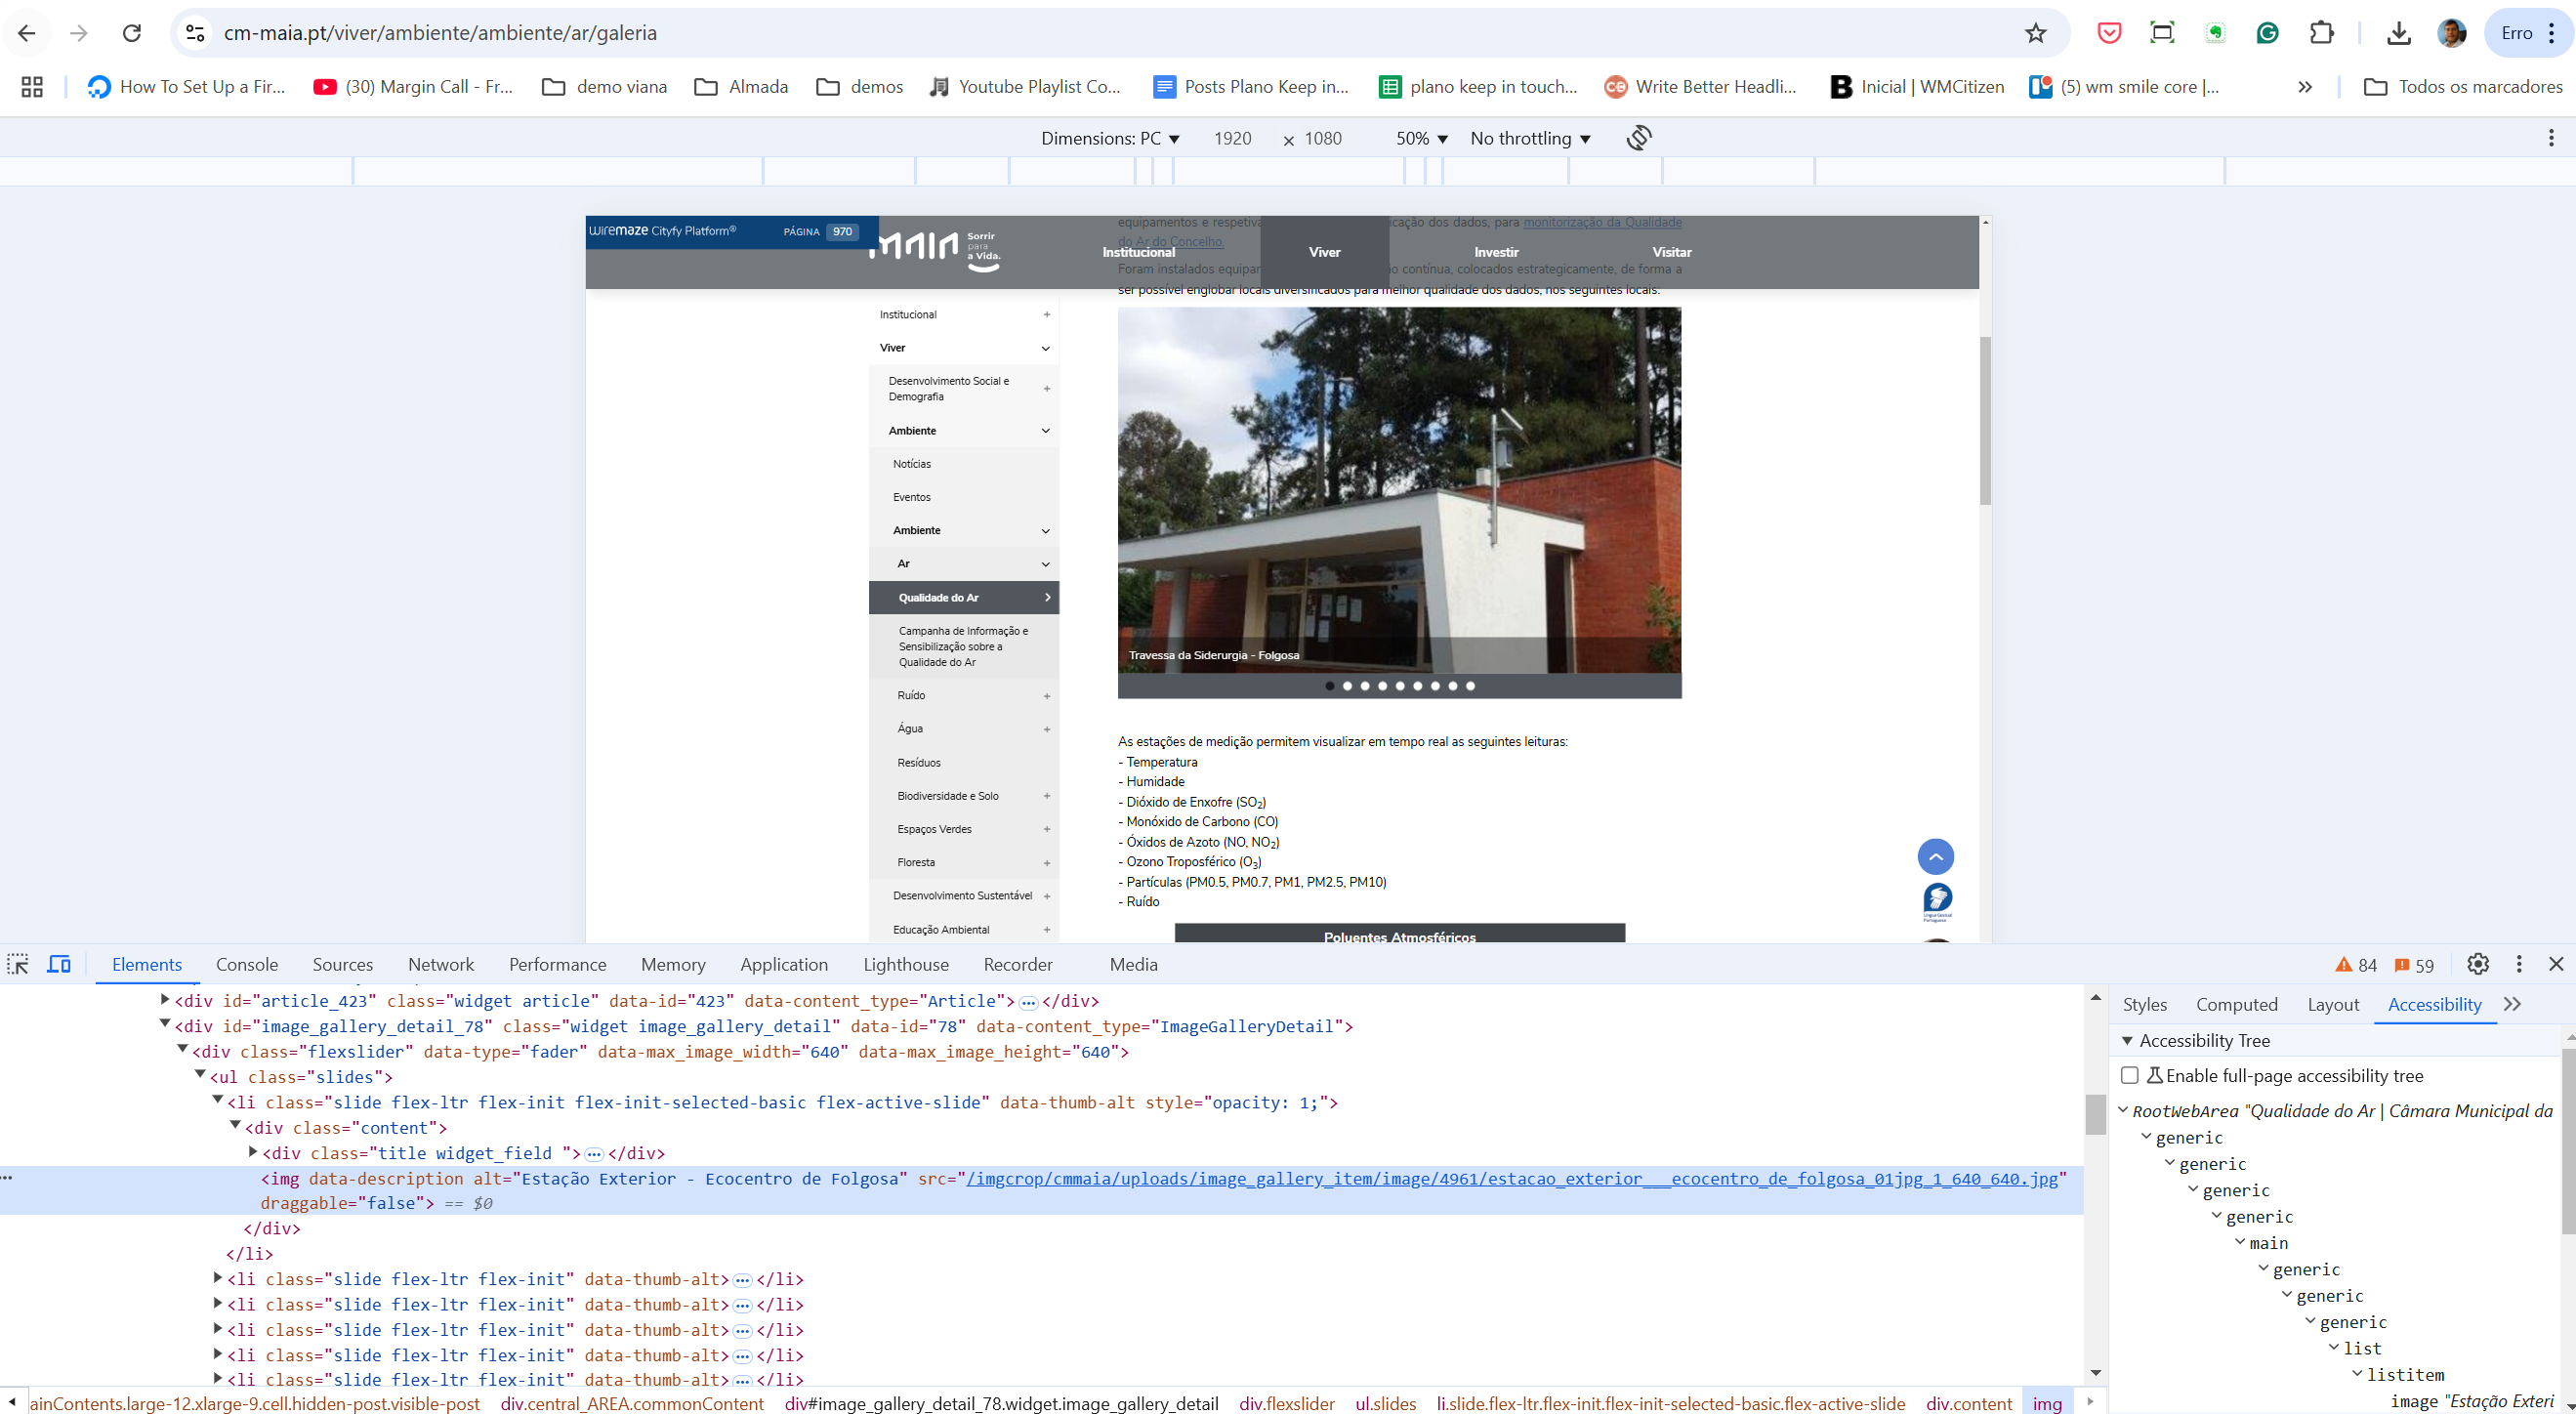 cm-maia.pt/viver/ambiente/ambiente/ar/galeria
Erro
How To Set Up a Fir...
(30) Margin Call - Fr...
demo viana
Almada
demos
Youtube Playlist Co...
Posts Plano Keep in...
plano keep in touch...
Write Better Headli...
Inicial | WMCitizen
(5) wm smile core |...
Todos os marcadores
Dimensions: PC 1920 × 1080 50% No throttling
wiremaze Cityfy Platform® PÁGINA 970
MAIA Sorrir para a Vida.
Institucional Viver Investir Visitar
equipamentos e respetiva cação dos dados, para monitorização da Qualidade
do Ar do Concelho.
Foram instalados equipar o contínua, colocados estrategicamente, de forma a
ser possível englobar locais diversificados para melhor qualidade dos dados, nos seguintes locais:
Institucional +
Viver
Desenvolvimento Social e
Demografia +
Ambiente
Notícias
Eventos
Ambiente
Ar
Qualidade do Ar
Campanha de Informação e
Sensibilização sobre a
Qualidade do Ar
Ruído +
Água +
Resíduos
Biodiversidade e Solo +
Espaços Verdes +
Floresta +
Desenvolvimento Sustentável +
Educação Ambiental +
Travessa da Siderurgia - Folgosa
As estações de medição permitem visualizar em tempo real as seguintes leituras:
- Temperatura
- Humidade
- Dióxido de Enxofre (SO₂)
- Monóxido de Carbono (CO)
- Óxidos de Azoto (NO, NO₂)
- Ozono Troposférico (O₃)
- Partículas (PM0.5, PM0.7, PM1, PM2.5, PM10)
- Ruído
Poluentes Atmosféricos
Língua Gestual
Portuguesa
Elements Console Sources Network Performance Memory Application Lighthouse Recorder Media 84 59
<div id="article_423" class="widget article" data-id="423" data-content_type="Article">…</div>
<div id="image_gallery_detail_78" class="widget image_gallery_detail" data-id="78" data-content_type="ImageGalleryDetail">
<div class="flexslider" data-type="fader" data-max_image_width="640" data-max_image_height="640">
<ul class="slides">
<li class="slide flex-ltr flex-init flex-init-selected-basic flex-active-slide" data-thumb-alt style="opacity: 1;">
<div class="content">
<div class="title widget_field ">…</div>
<img data-description alt="Estação Exterior - Ecocentro de Folgosa" src="/imgcrop/cmmaia/uploads/image_gallery_item/image/4961/estacao_exterior___ecocentro_de_folgosa_01jpg_1_640_640.jpg"
draggable="false"> == $0
</div>
</li>
<li class="slide flex-ltr flex-init" data-thumb-alt>…</li>
<li class="slide flex-ltr flex-init" data-thumb-alt>…</li>
<li class="slide flex-ltr flex-init" data-thumb-alt>…</li>
<li class="slide flex-ltr flex-init" data-thumb-alt>…</li>
<li class="slide flex-ltr flex-init" data-thumb-alt>…</li>
ainContents.large-12.xlarge-9.cell.hidden-post.visible-post div.central_AREA.commonContent div#image_gallery_detail_78.widget.image_gallery_detail div.flexslider ul.slides li.slide.flex-ltr.flex-init.flex-init-selected-basic.flex-active-slide div.content img
Styles Computed Layout Accessibility
Accessibility Tree
Enable full-page accessibility tree
RootWebArea "Qualidade do Ar | Câmara Municipal da
generic
generic
generic
generic
main
generic
generic
generic
list
listitem
image "Estação Exteri